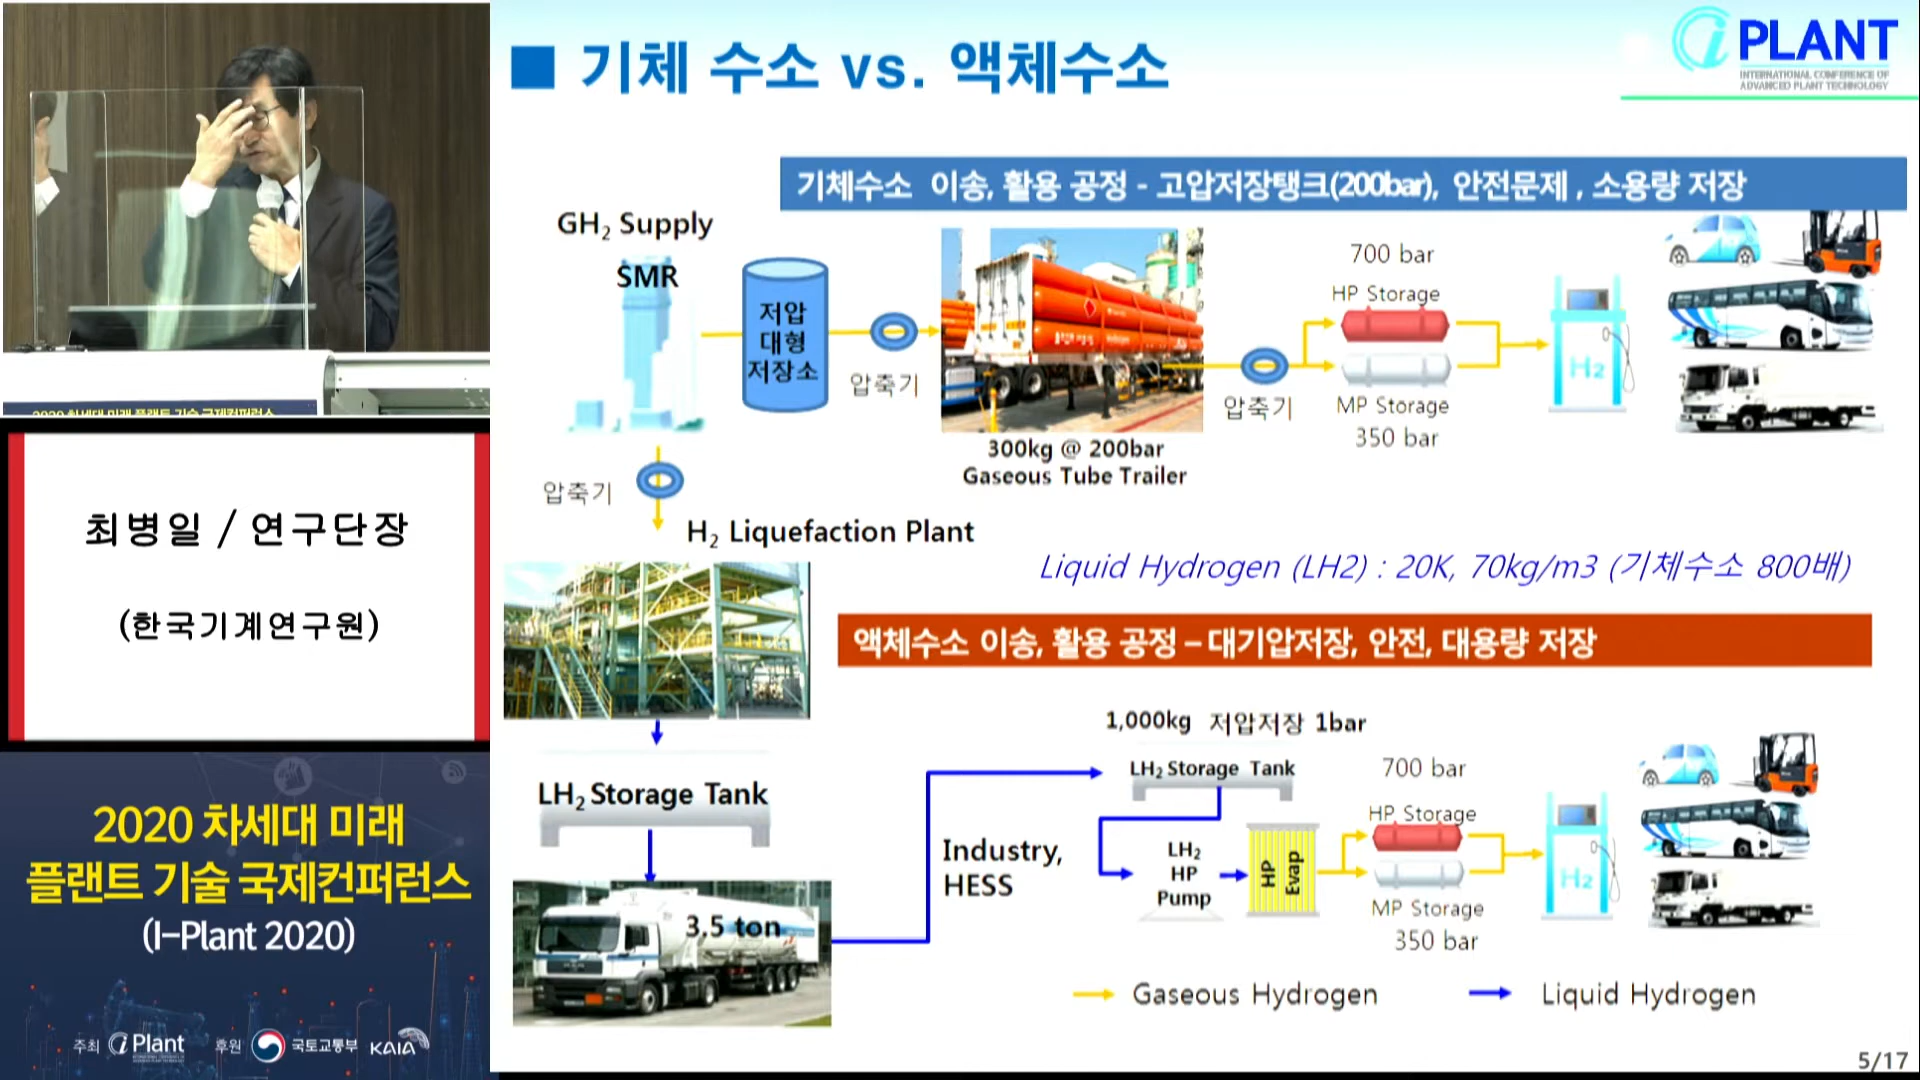 기체 수소 vs. 액체수소
PLANT
INTERNATIONAL CONFERENCE OF
ADVANCED PLANT TECHNOLOGY
기체수소 이송, 활용 공정 - 고압저장탱크(200bar), 안전문제 , 소용량 저장
GH2 Supply
SMR
저압
대형
저장소
압축기
300kg @ 200bar
Gaseous Tube Trailer
압축기
700 bar
HP Storage
MP Storage
350 bar
H2
압축기
H2 Liquefaction Plant
Liquid Hydrogen (LH2) : 20K, 70kg/m3 (기체수소 800배)
액체수소 이송, 활용 공정 – 대기압저장, 안전, 대용량 저장
LH2 Storage Tank
3.5 ton
Industry,
HESS
1,000kg 저압저장 1bar
LH2 Storage Tank
LH2
HP
Pump
HP
Evap
700 bar
HP Storage
MP Storage
350 bar
H2
Gaseous Hydrogen
Liquid Hydrogen
5/17
최병일 / 연구단장
(한국기계연구원)
2020 차세대 미래
플랜트 기술 국제컨퍼런스
(I-Plant 2020)
주최 iPlant 후원 국토교통부 KAIA